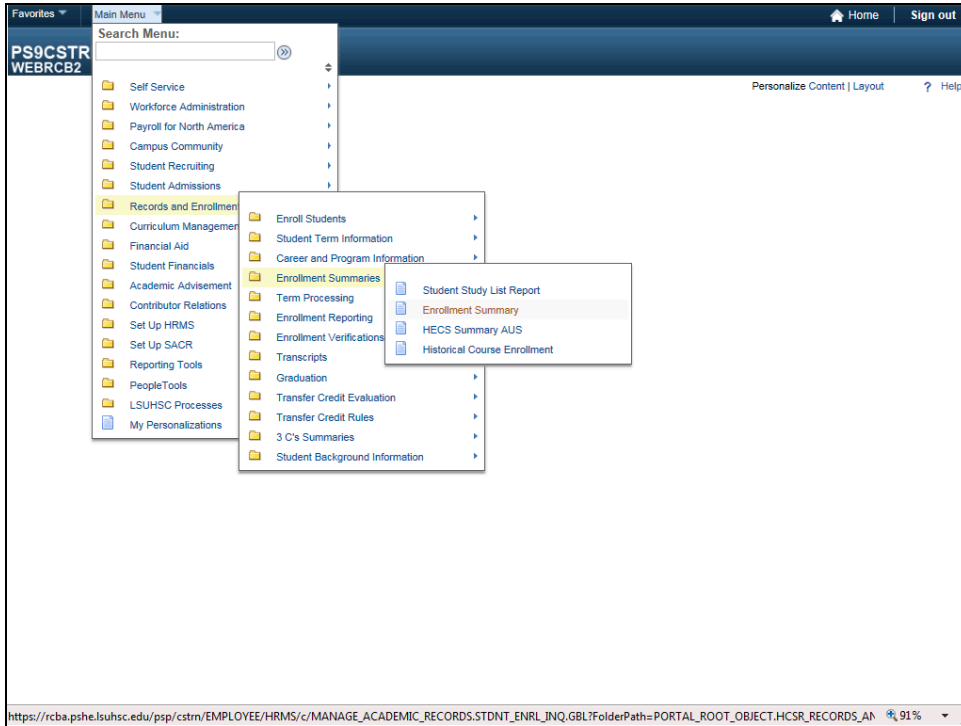 Favorites Main Menu Home Sign out
Search Menu:
PS9CSTR
WEBRCB2
Personalize Content | Layout ? Help
Self Service
Workforce Administration
Payroll for North America
Campus Community
Student Recruiting
Student Admissions
Records and Enrollmen
Curriculum Managemen
Financial Aid
Student Financials
Academic Advisement
Contributor Relations
Set Up HRMS
Set Up SACR
Reporting Tools
PeopleTools
LSUHSC Processes
My Personalizations
Enroll Students
Student Term Information
Career and Program Information
Enrollment Summaries
Term Processing
Enrollment Reporting
Enrollment Verifications
Transcripts
Graduation
Transfer Credit Evaluation
Transfer Credit Rules
3 C's Summaries
Student Background Information
Student Study List Report
Enrollment Summary
HECS Summary AUS
Historical Course Enrollment
https://rcba.pshe.lsuhsc.edu/psp/cstrn/EMPLOYEE/HRMS/c/MANAGE_ACADEMIC_RECORDS.STDNT_ENRL_INQ.GBL?FolderPath=PORTAL_ROOT_OBJECT.HCSR_RECORDS_AN 91%